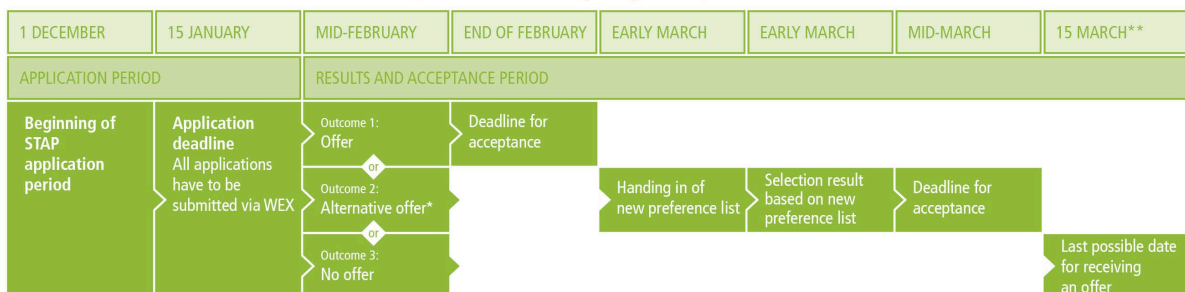 1 DECEMBER
15 JANUARY
MID-FEBRUARY
END OF FEBRUARY
EARLY MARCH
EARLY MARCH
MID-MARCH
15 MARCH**
APPLICATION PERIOD
RESULTS AND ACCEPTANCE PERIOD
Beginning of
STAP
application
period
Application
deadline
All applications
have to be
submitted via WEX
Outcome 1:
Offer
Deadline for
acceptance
or
Outcome 2:
Alternative offer*
Handing in of
new preference list
Selection result
based on new
preference list
Deadline for
acceptance
or
Outcome 3:
No offer
Last possible date
for receiving
an offer